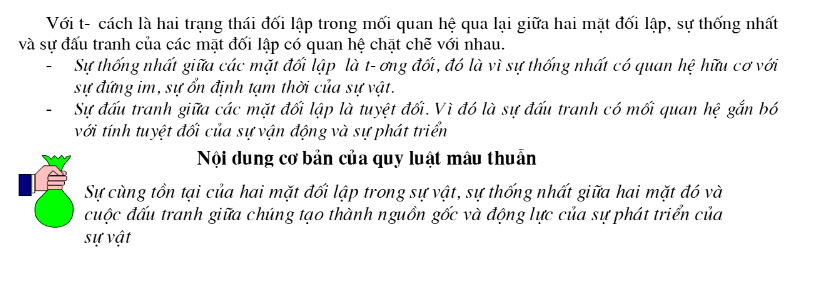 Với t- cách là hai trạng thái đối lập trong mối quan hệ qua lại giữa hai mặt đối lập, sự thống nhất
và sự đấu tranh của các mặt đối lập có quan hệ chặt chẽ với nhau.
- Sự thống nhất giữa các mặt đối lập là t- ơng đối, đó là vì sự thống nhất có quan hệ hữu cơ với
sự đứng im, sự ổn định tạm thời của sự vật.
- Sự đấu tranh giữa các mặt đối lập là tuyệt đối. Vì đó là sự đấu tranh có mối quan hệ gắn bó
với tính tuyệt đối của sự vận động và sự phát triển
Nội dung cơ bản của quy luật mâu thuẫn
Sự cùng tồn tại của hai mặt đối lập trong sự vật, sự thống nhất giữa hai mặt đó và
cuộc đấu tranh giữa chúng tạo thành nguồn gốc và động lực của sự phát triển của
sự vật